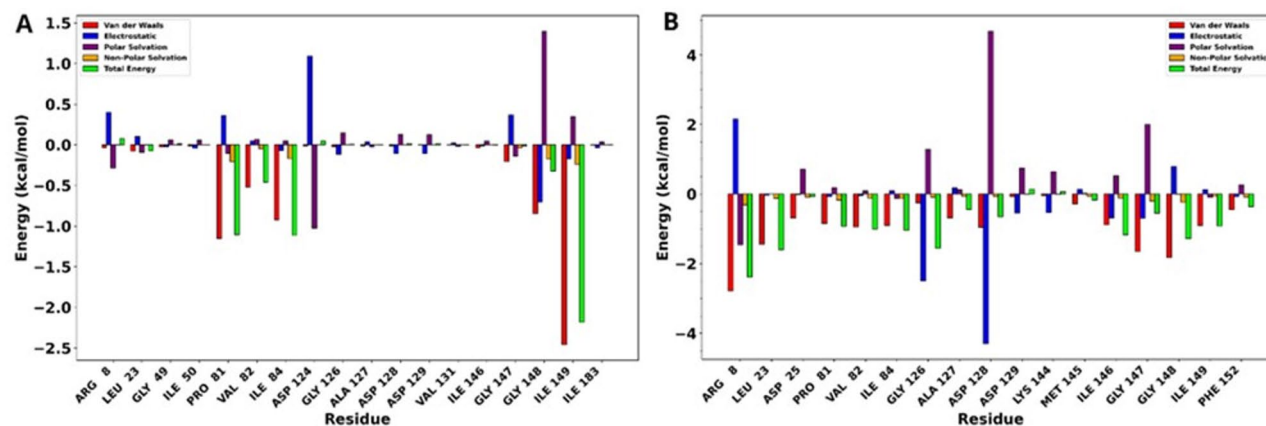 A
Van der Waals
Electrostatic
Polar Solvation
Non-Polar Solvation
Total Energy
Energy (kcal/mol)
1.5
1.0
0.5
0.0
−0.5
−1.0
−1.5
−2.0
−2.5
ARG 8
LEU 23
GLY 49
ILE 50
PRO 81
VAL 82
ILE 84
ASP 124
GLY 126
ALA 127
ASP 128
ASP 129
VAL 131
ILE 146
GLY 147
GLY 148
ILE 149
ILE 183
Residue
B
Van der Waals
Electrostatic
Polar Solvation
Non-Polar Solvatio
Total Energy
Energy (kcal/mol)
4
2
0
−2
−4
ARG 8
LEU 23
ASP 25
PRO 81
VAL 82
ILE 84
GLY 126
ALA 127
ASP 128
ASP 129
LYS 144
MET 145
ILE 146
GLY 147
GLY 148
ILE 149
PHE 152
Residue